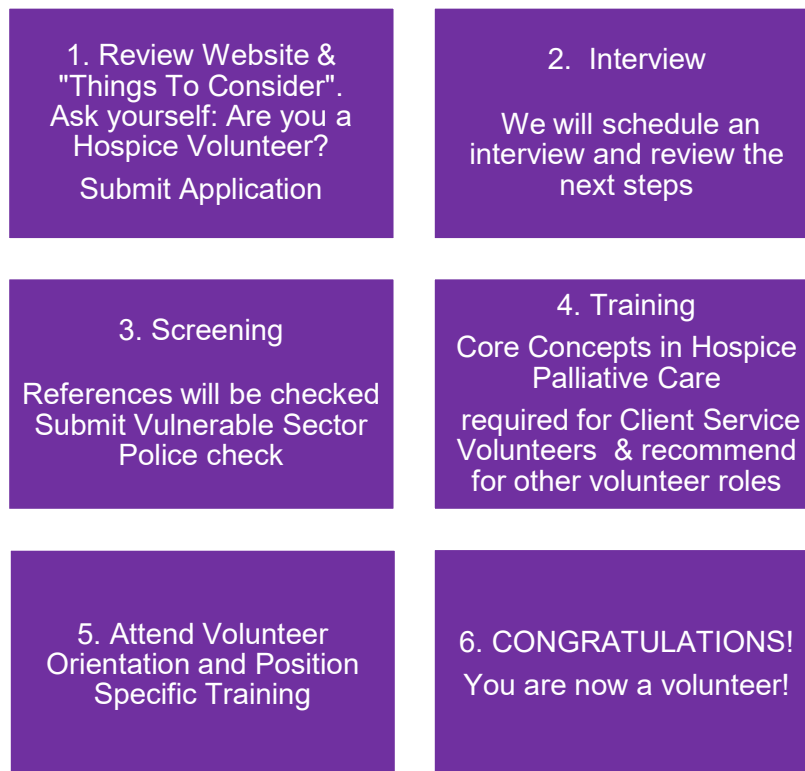 1. Review Website &
"Things To Consider".
Ask yourself: Are you a
Hospice Volunteer?
Submit Application
2. Interview
We will schedule an
interview and review the
next steps
3. Screening
References will be checked
Submit Vulnerable Sector
Police check
4. Training
Core Concepts in Hospice
Palliative Care
required for Client Service
Volunteers & recommend
for other volunteer roles
5. Attend Volunteer
Orientation and Position
Specific Training
6. CONGRATULATIONS!
You are now a volunteer!